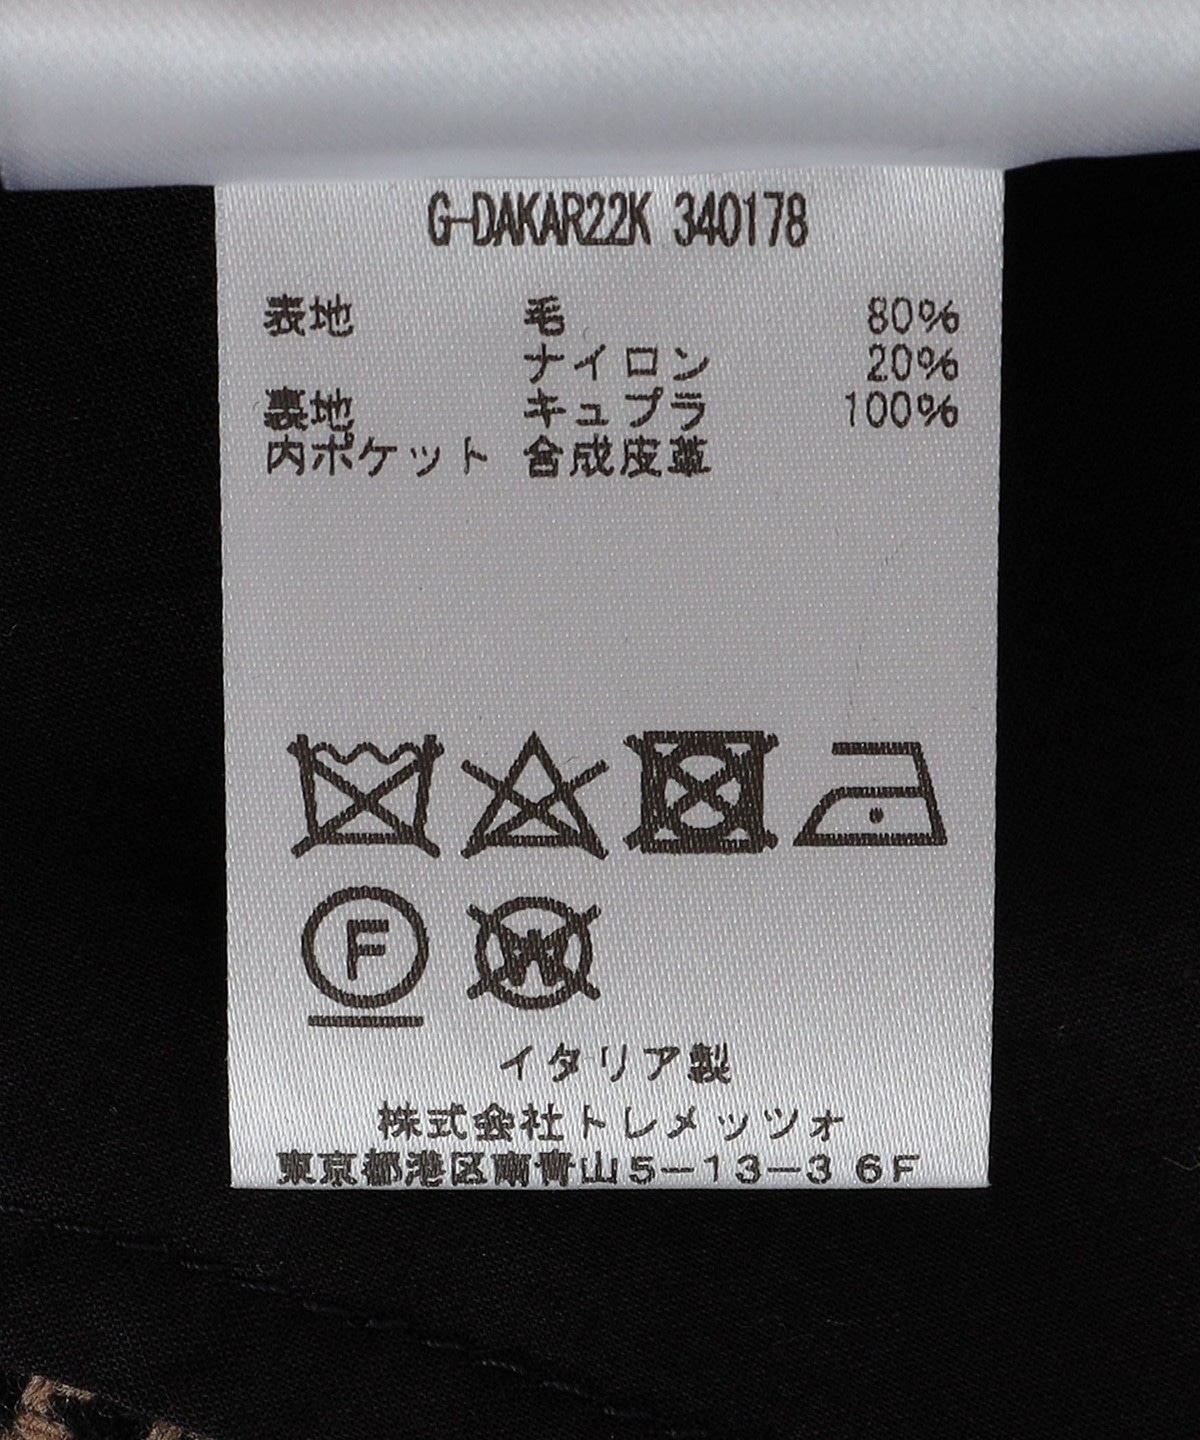 G-DAKAR22K 340178
表地 毛 80%
ナイロン 20%
裏地 キュプラ 100%
内ポケット 合成皮革
F
W
イタリア製
株式会社トレメッツォ
東京都港区南青山5-13-3 6F